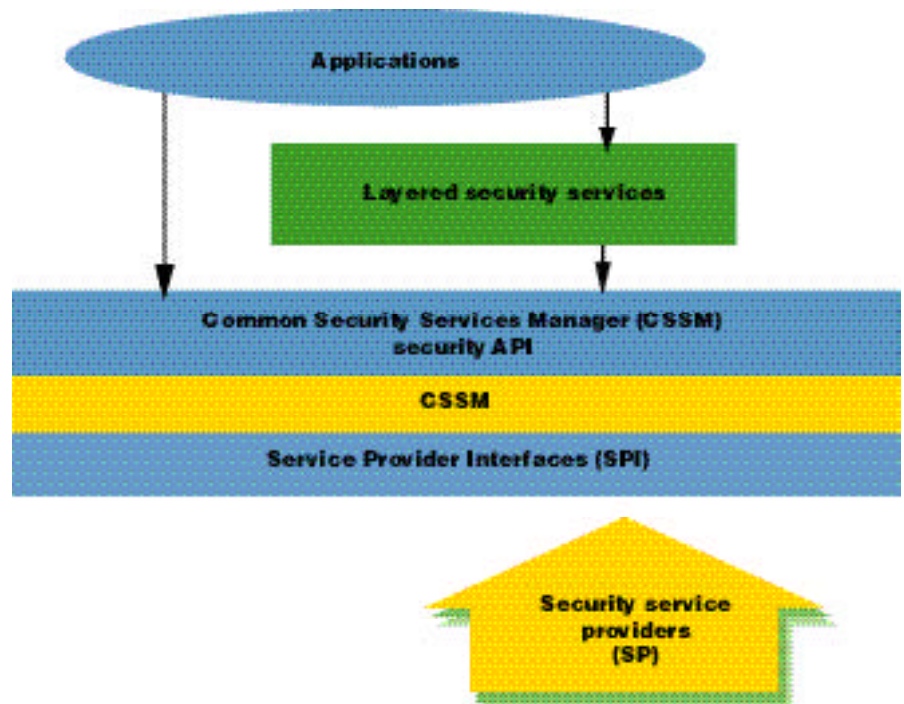 Applications
Layered security services
Common Security Services Manager (CSSM)
security API
CSSM
Service Provider Interfaces (SPI)
Security service
providers
(SP)